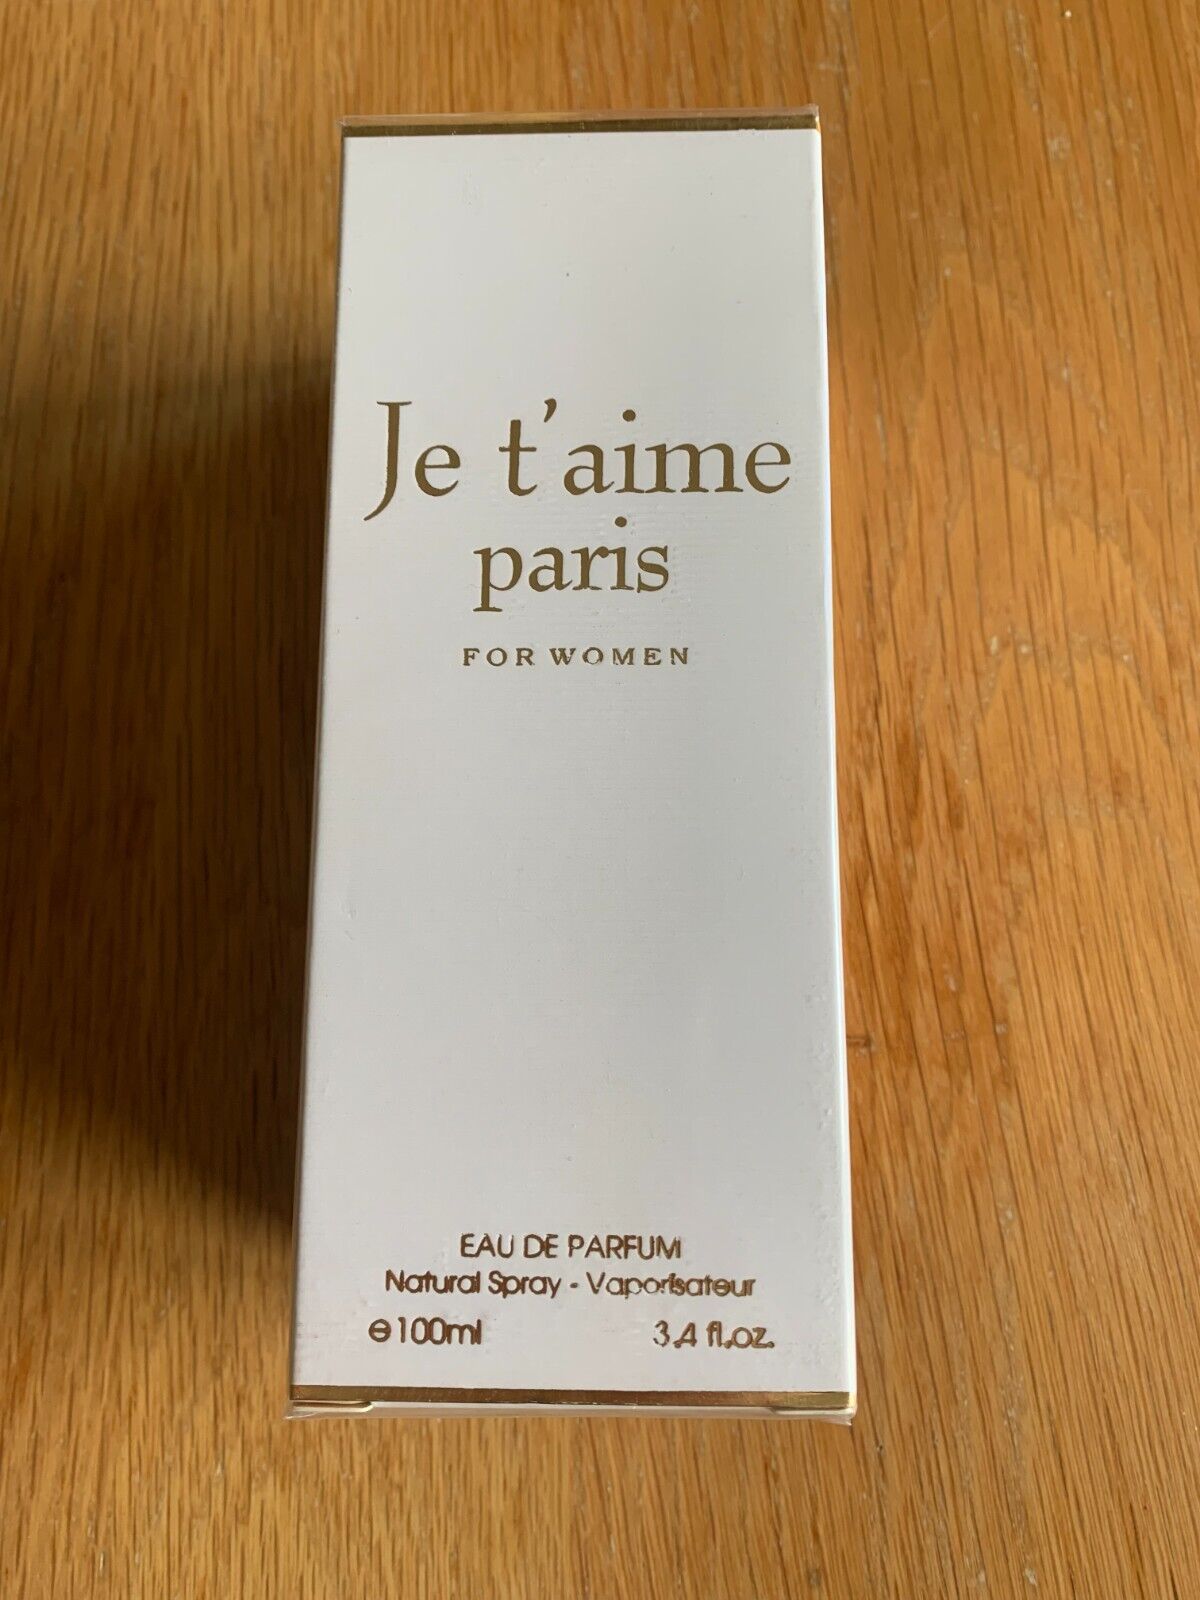 Je t'aime
paris
FOR WOMEN
EAU DE PARFUM
Natural Spray - Vaporisateur
℮100ml 3,4 fl.oz.